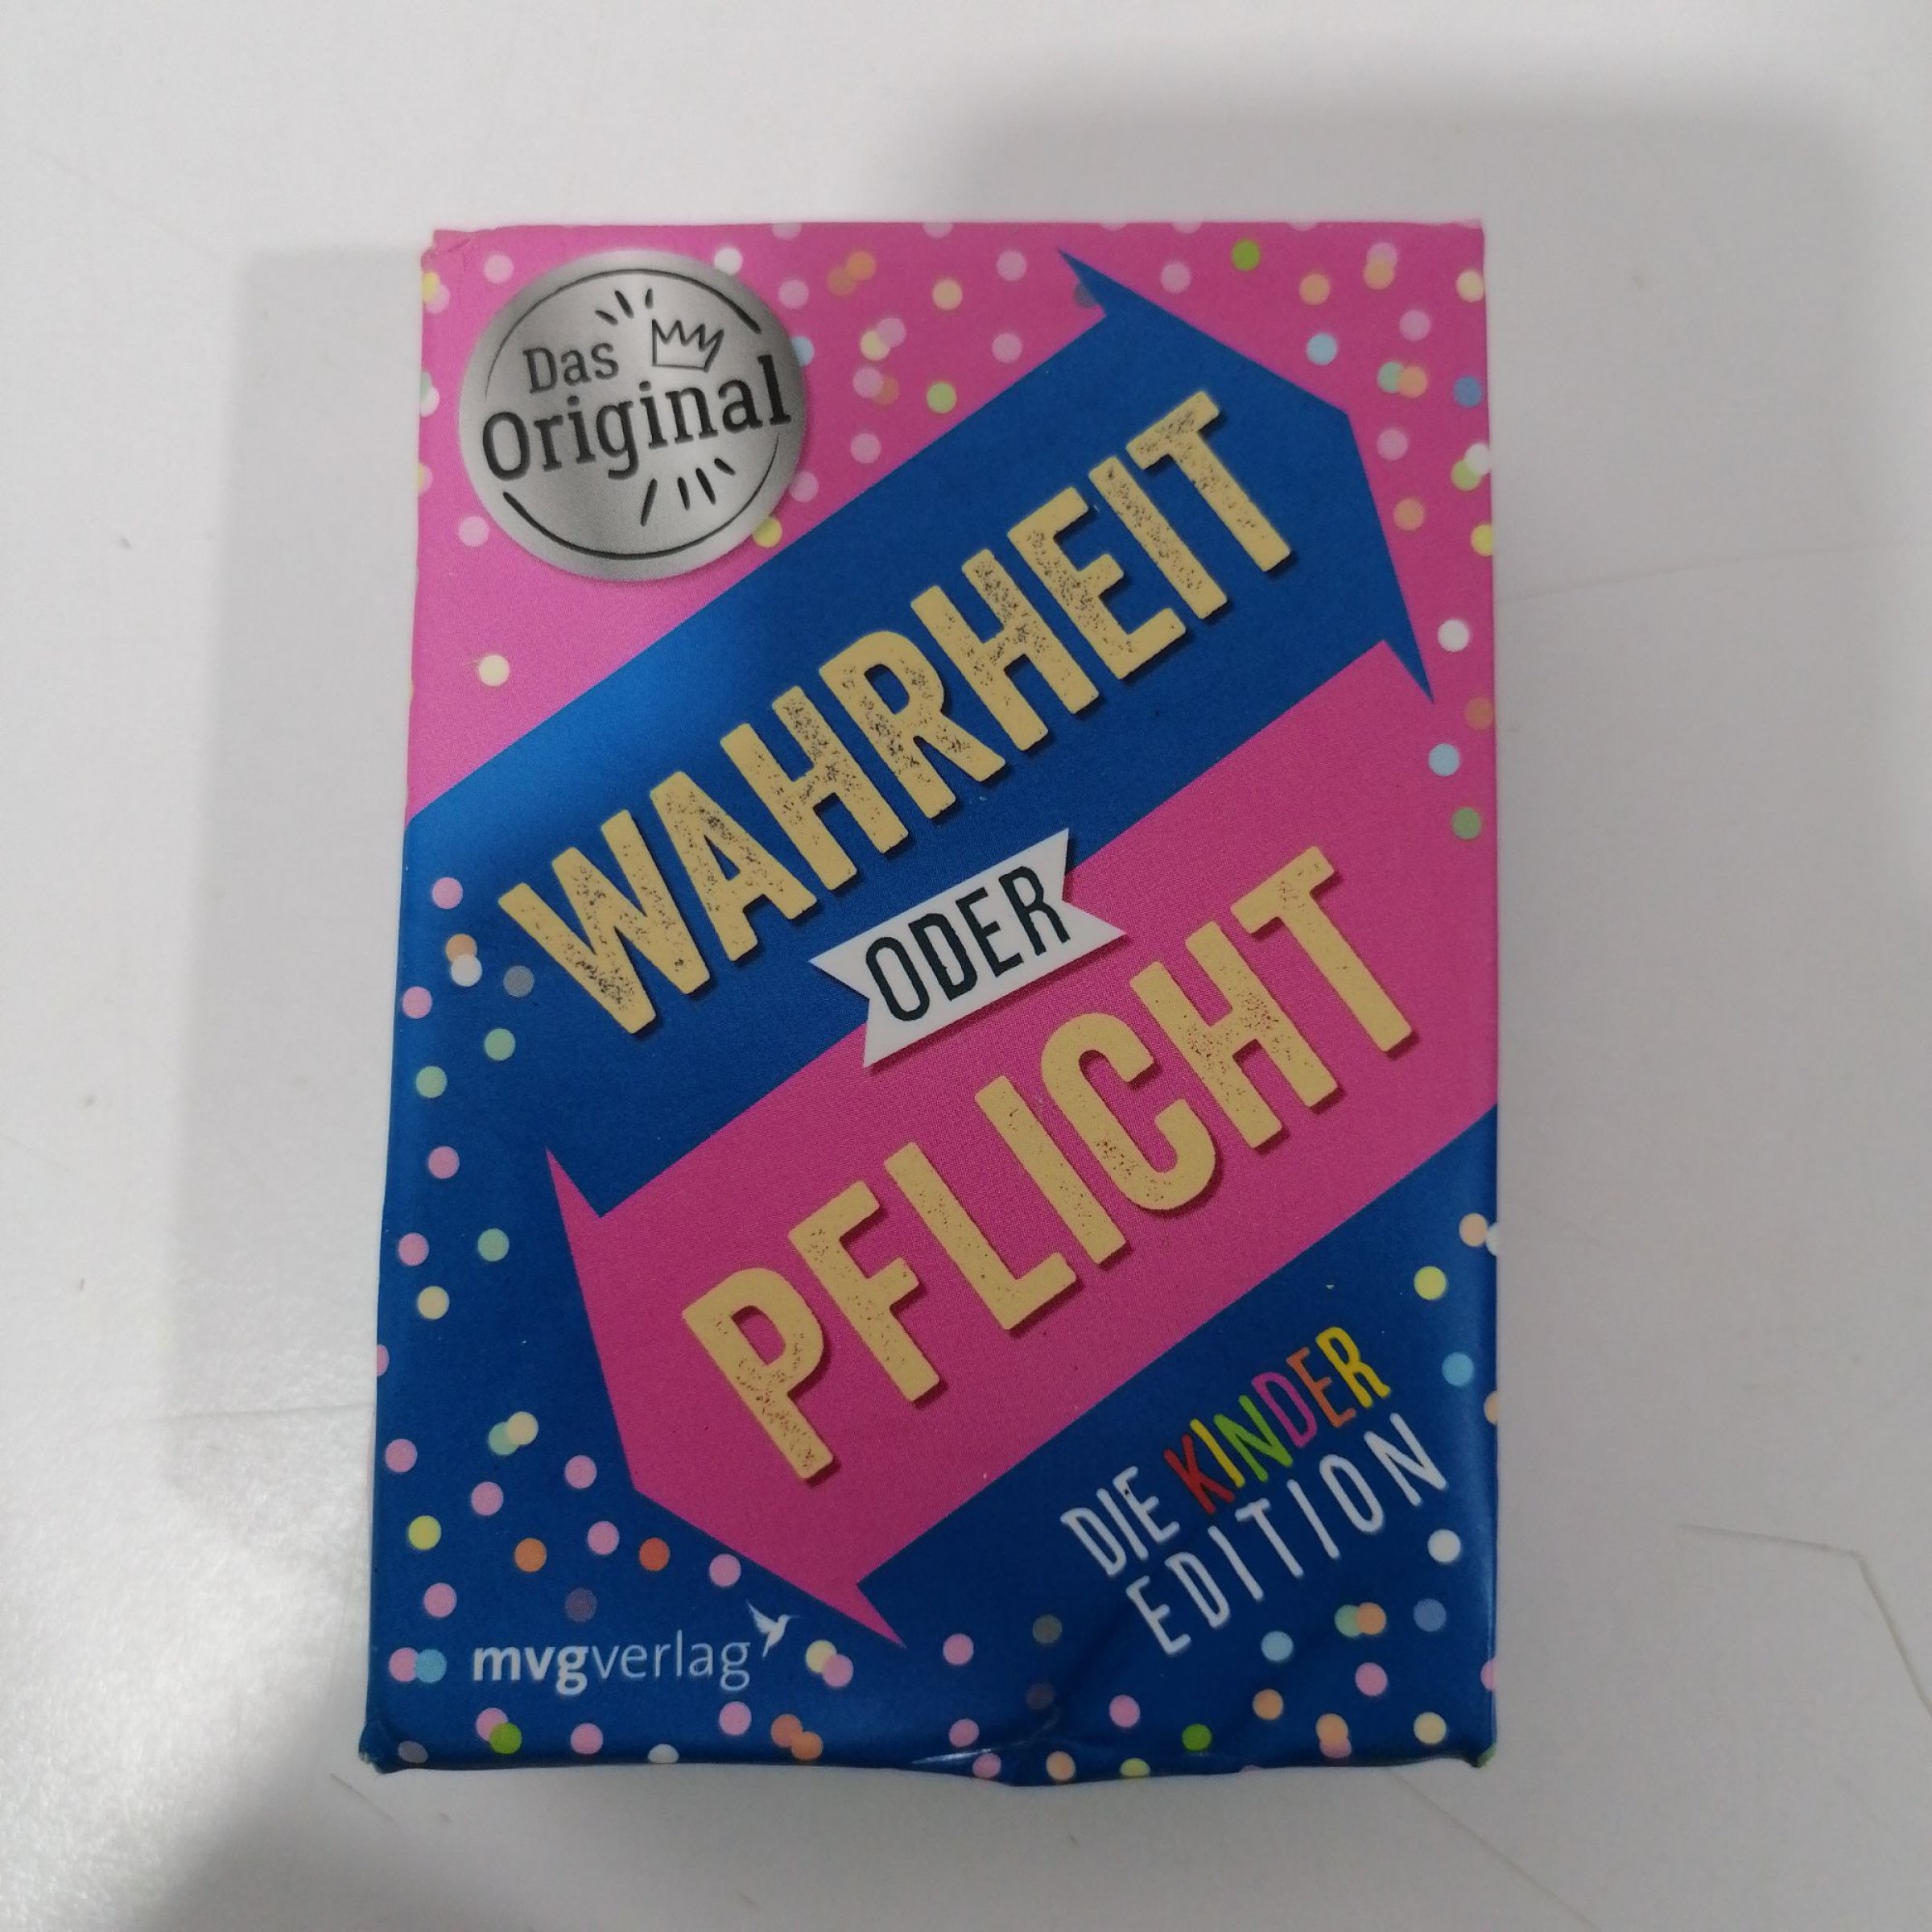 Das
Original
WAHRHEIT
ODER
PFLICHT
DIE KINDER
EDITION
mvgverlag